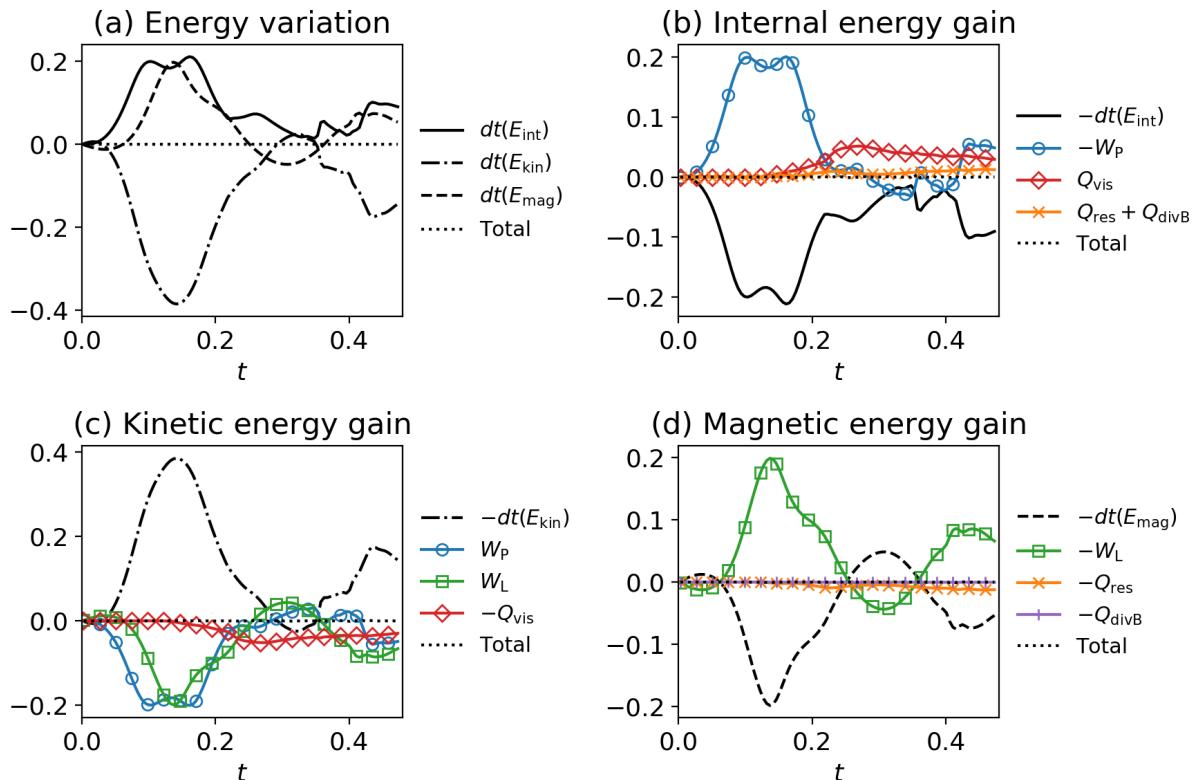 (a) Energy variation
0.2
0.0
−0.2
−0.4
0.0 0.2 0.4
t
dt(E_int)
dt(E_kin)
dt(E_mag)
Total
(b) Internal energy gain
0.2
0.1
0.0
−0.1
−0.2
0.0 0.2 0.4
t
−dt(E_int)
−W_P
Q_vis
Q_res + Q_divB
Total
(c) Kinetic energy gain
0.4
0.2
0.0
−0.2
0.0 0.2 0.4
t
−dt(E_kin)
W_P
W_L
−Q_vis
Total
(d) Magnetic energy gain
0.2
0.1
0.0
−0.1
−0.2
0.0 0.2 0.4
t
−dt(E_mag)
−W_L
−Q_res
−Q_divB
Total